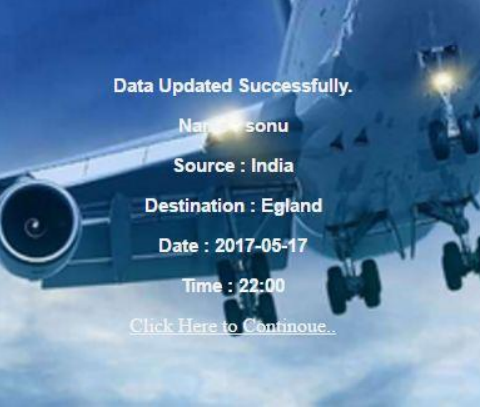 Data Updated Successfully.
Name : sonu
Source : India
Destination : Egland
Date : 2017-05-17
Time : 22:00
Click Here to Continoue..